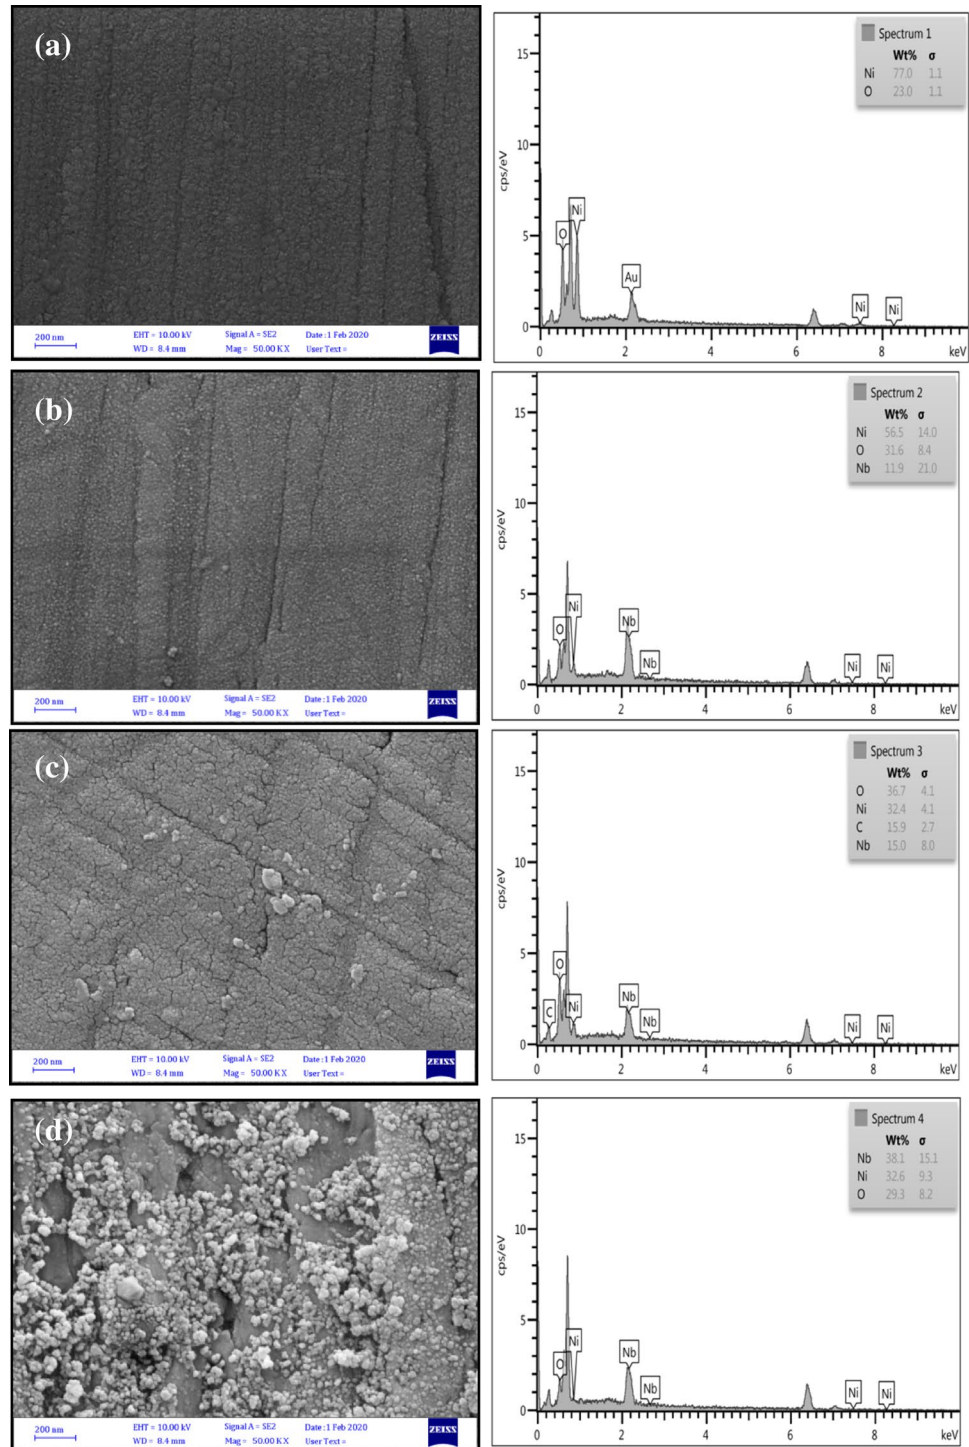 (a)
200 nm
EHT = 10.00 kV
Signal A = SE2
Date :1 Feb 2020
ZEISS
WD = 8.4 mm
Mag = 50.00 K X
User Text =
Spectrum 1
Wt% σ
Ni 77.0 1.1
O 23.0 1.1
cps/eV
15
10
5
0
O
Ni
Au
Ni
Ni
0 2 4 6 8 keV
(b)
200 nm
EHT = 10.00 kV
Signal A = SE2
Date :1 Feb 2020
ZEISS
WD = 8.4 mm
Mag = 50.00 K X
User Text =
Spectrum 2
Wt% σ
Ni 56.5 14.0
O 31.6 8.4
Nb 11.9 21.0
cps/eV
15
10
5
0
O
Ni
Nb
Nb
Ni
Ni
0 2 4 6 8 keV
(c)
200 nm
EHT = 10.00 kV
Signal A = SE2
Date :1 Feb 2020
ZEISS
WD = 8.4 mm
Mag = 50.00 K X
User Text =
Spectrum 3
Wt% σ
O 36.7 4.1
Ni 32.4 4.1
C 15.9 2.7
Nb 15.0 8.0
cps/eV
15
10
5
0
C
O
Ni
Nb
Nb
Ni
Ni
0 2 4 6 8 keV
(d)
200 nm
EHT = 10.00 kV
Signal A = SE2
Date :1 Feb 2020
ZEISS
WD = 8.4 mm
Mag = 50.00 K X
User Text =
Spectrum 4
Wt% σ
Nb 38.1 15.1
Ni 32.6 9.3
O 29.3 8.2
cps/eV
15
10
5
0
O
Ni
Nb
Nb
Ni
Ni
0 2 4 6 8 keV